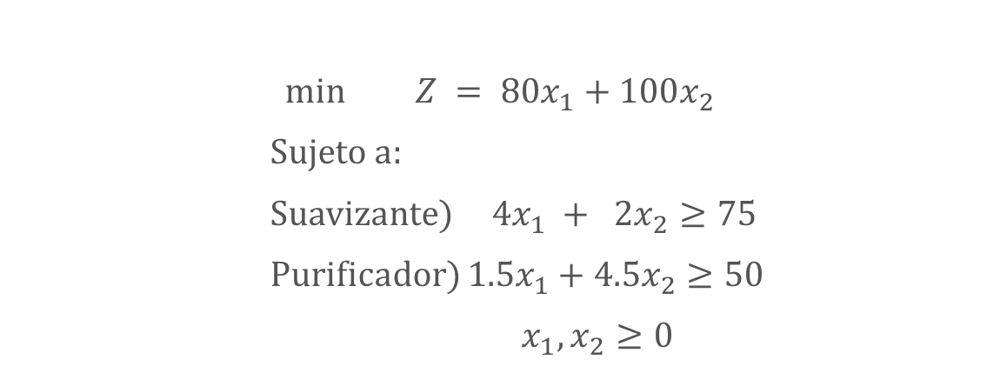 min Z = 80x₁ + 100x₂
Sujeto a:
Suavizante) 4x₁ + 2x₂ ≥ 75
Purificador) 1.5x₁ + 4.5x₂ ≥ 50
x₁, x₂ ≥ 0